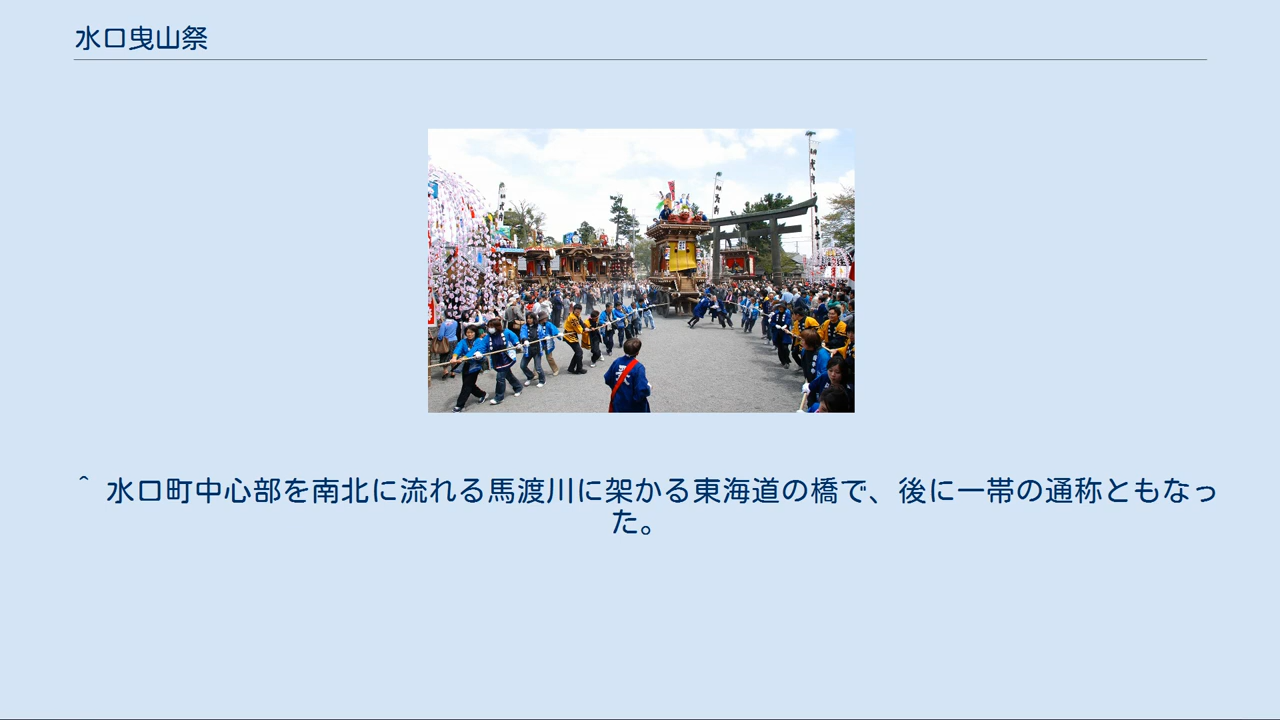 水口曳山祭
^ 水口町中心部を南北に流れる馬渡川に架かる東海道の橋で、後に一帯の通称ともなっ
た。